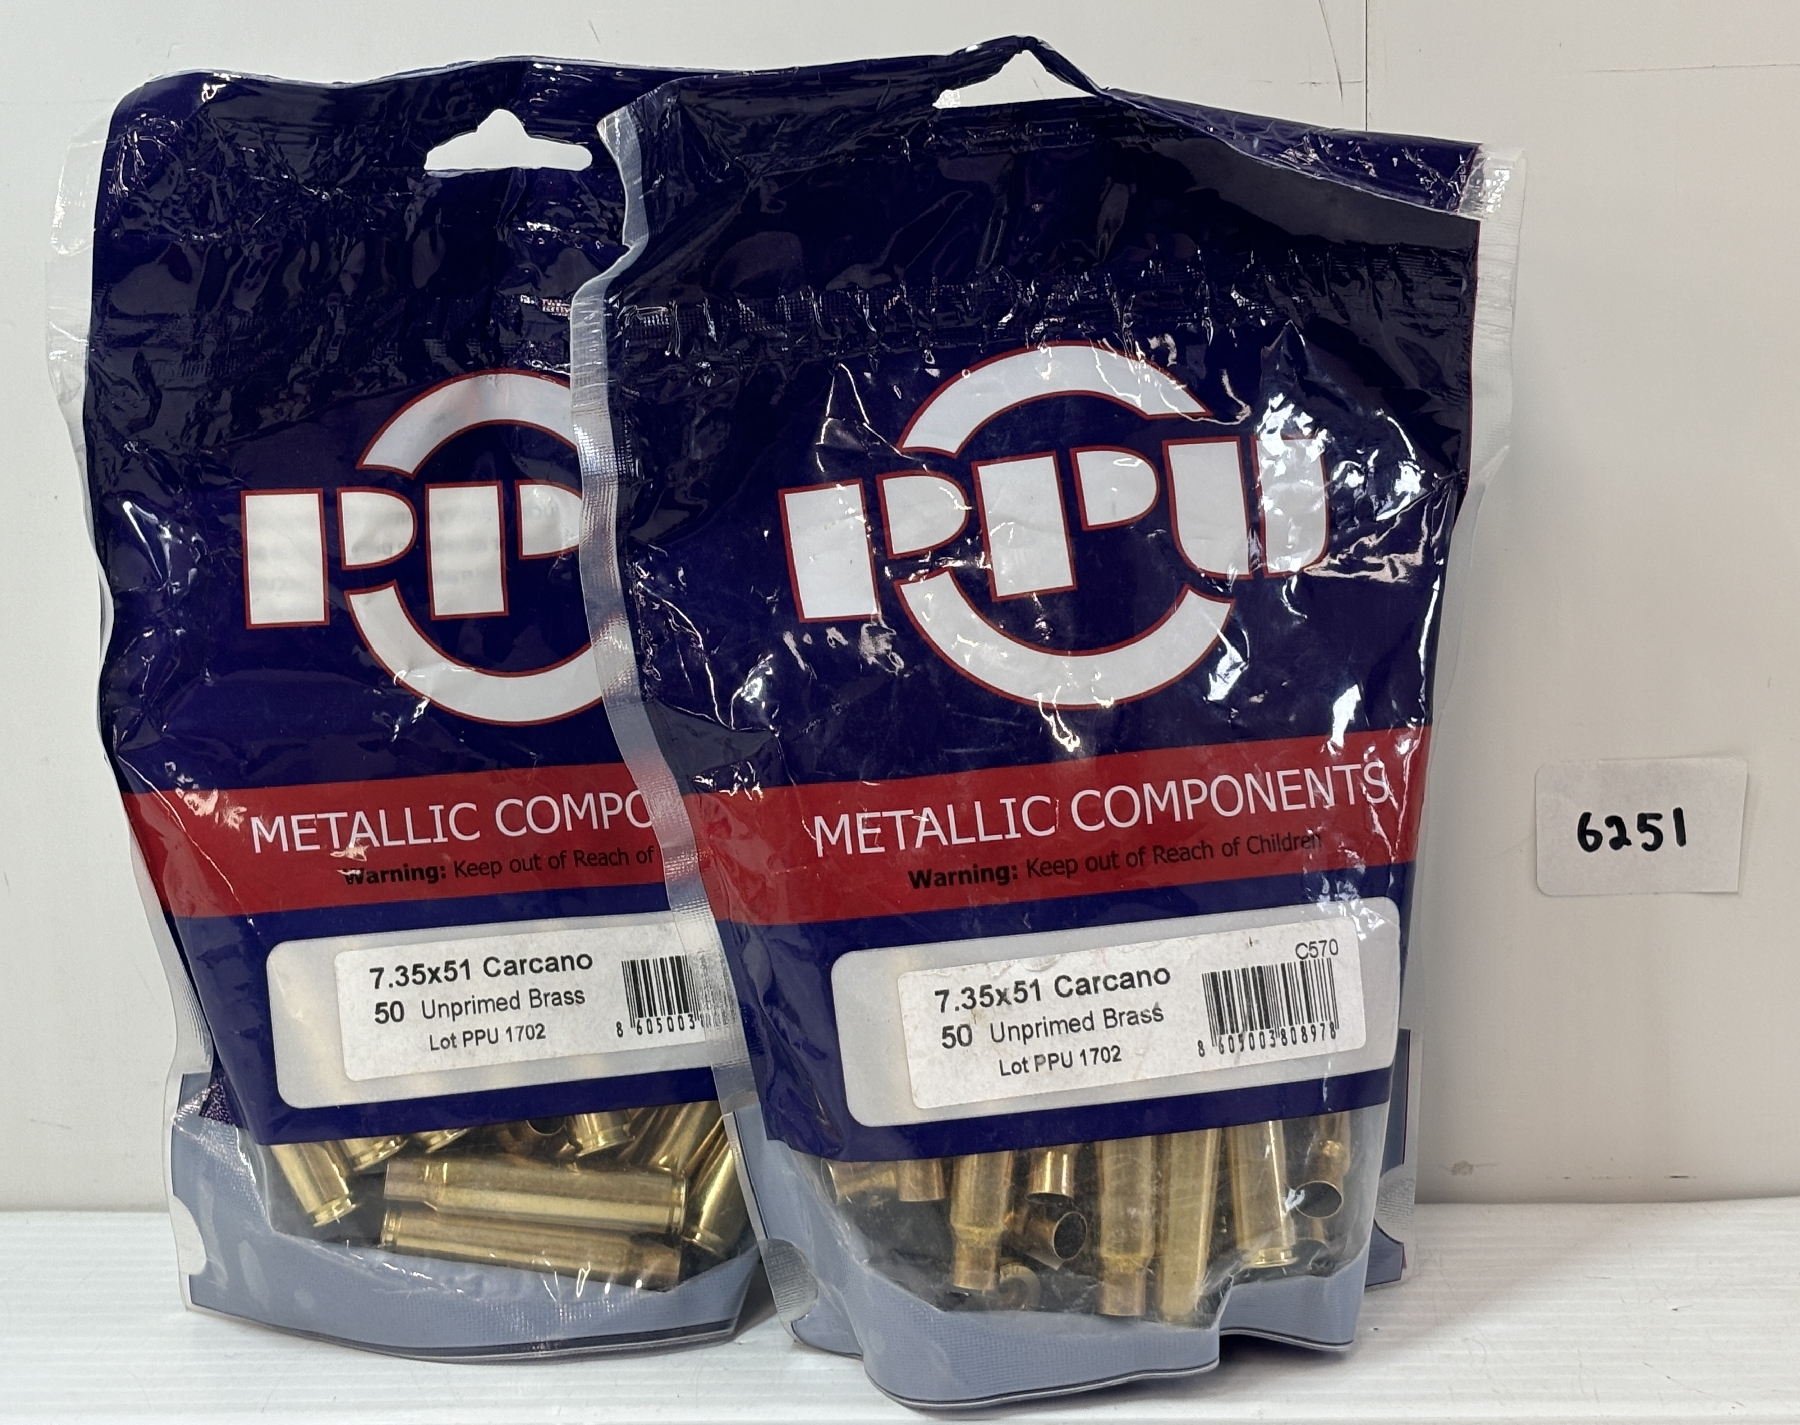 PP
METALLIC COMPO
Warning: Keep out of Reach of
7.35x51 Carcano
50 Unprimed Brass
Lot PPU 1702
8 605003
PPU
METALLIC COMPONENTS
Warning: Keep out of Reach of Children
C570
7.35x51 Carcano
50 Unprimed Brass
Lot PPU 1702
8 605003 808978
6251